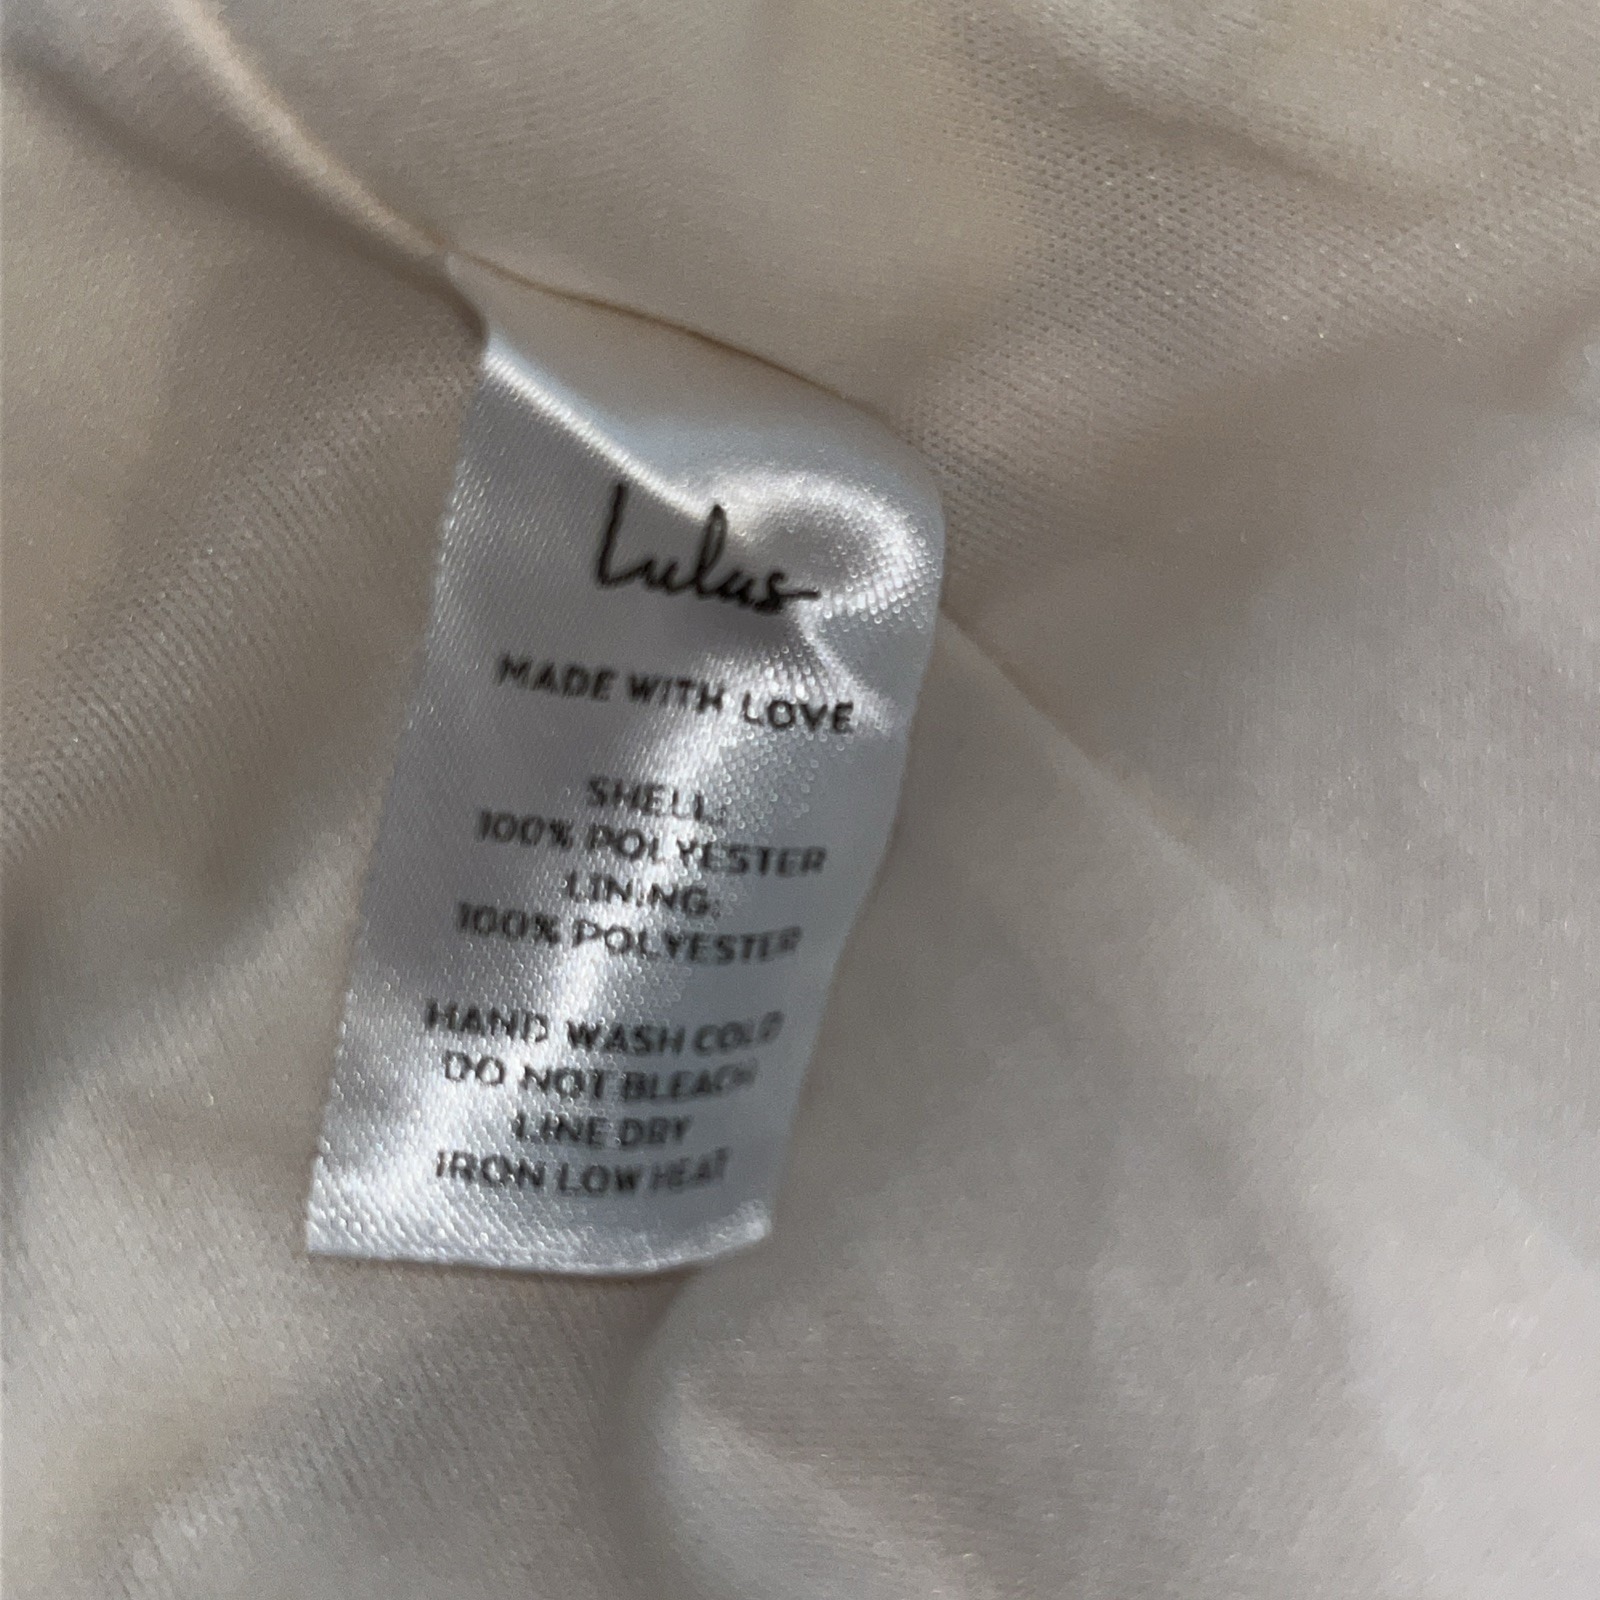 Lulus
MADE WITH LOVE
SHELL:
100% POLYESTER
LINING:
100% POLYESTER
HAND WASH COLD
DO NOT BLEACH
LINE DRY
IRON LOW HEAT